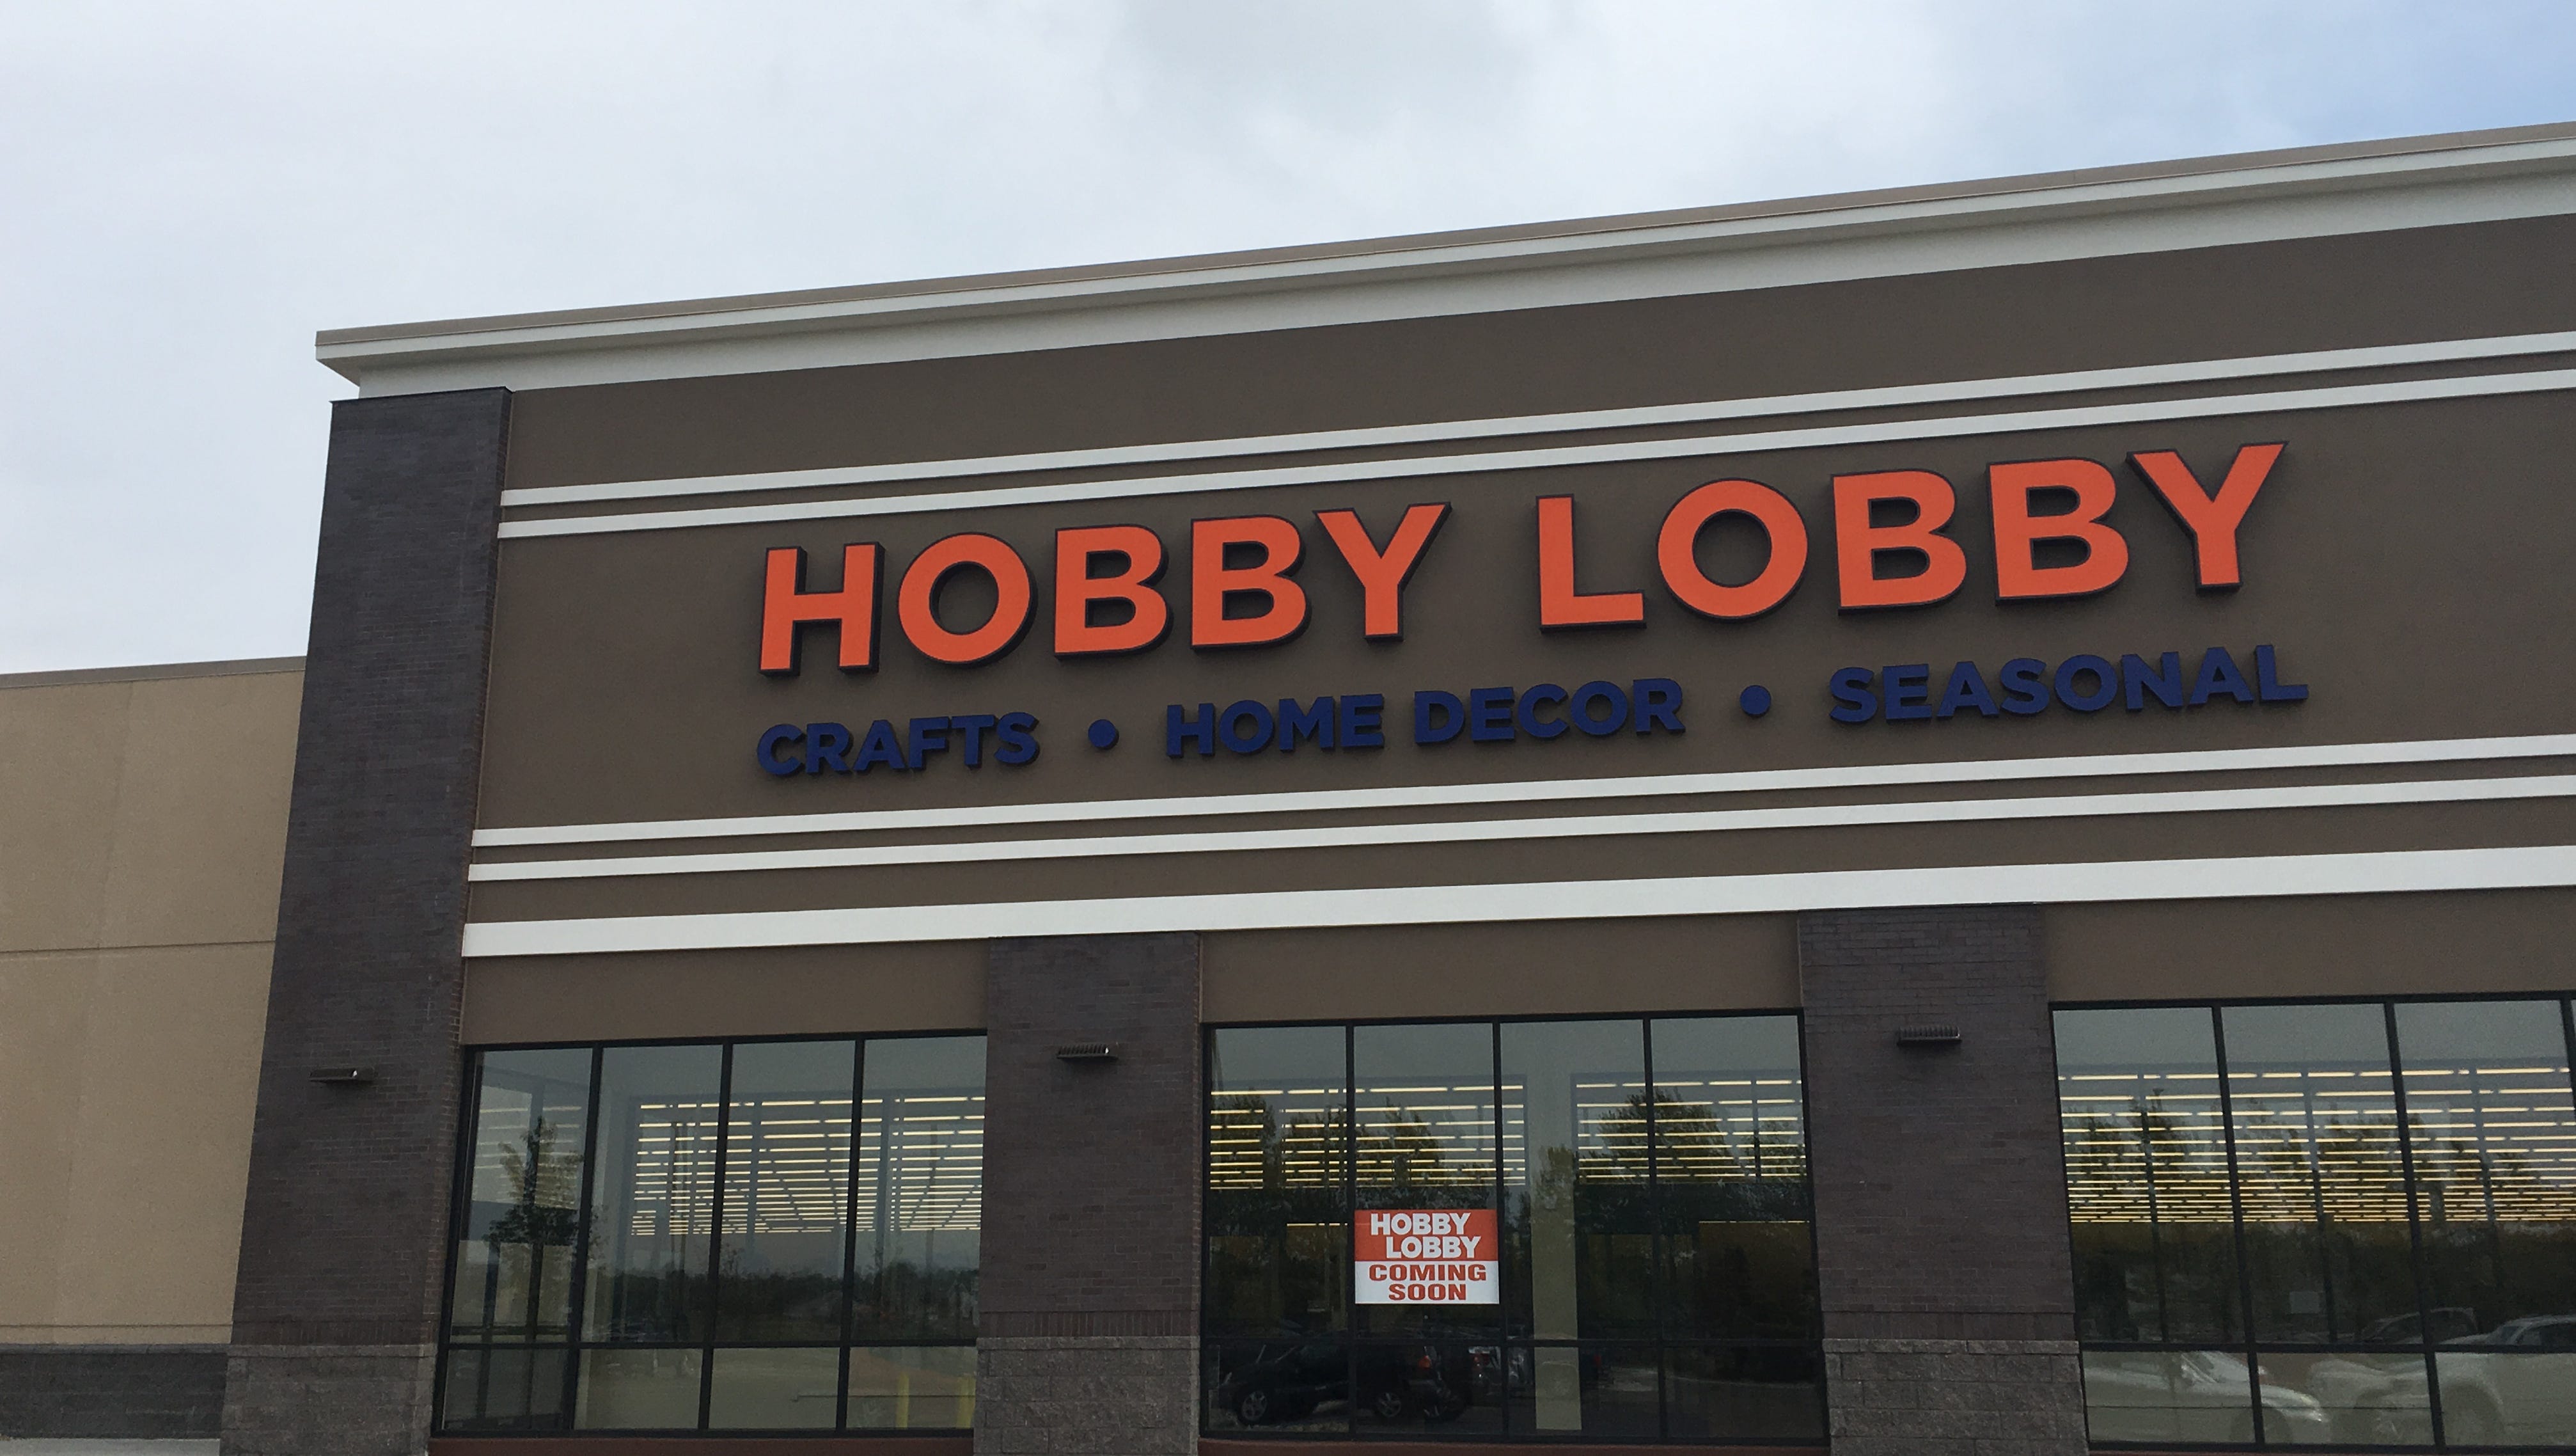 HOBBY LOBBY
CRAFTS • HOME DECOR • SEASONAL
HOBBY
LOBBY
COMING
SOON